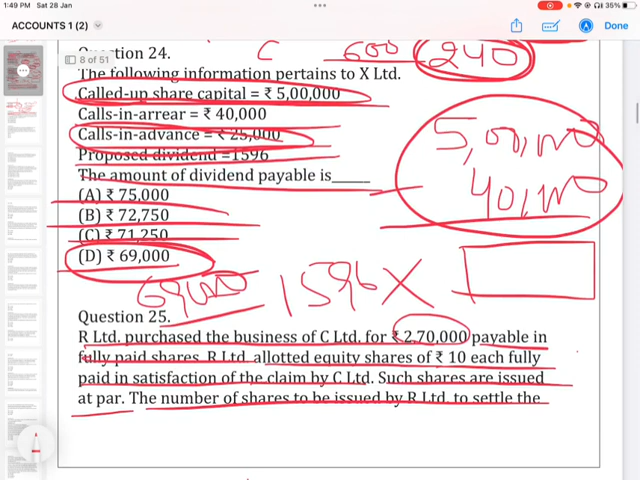 1:49 PM Sat 28 Jan
35%
ACCOUNTS 1 (2)
Done
Question 24.
C 600 240
8 of 51
The following information pertains to X Ltd.
Called-up share capital = ₹ 5,00,000
Calls-in-arrear = ₹ 40,000
Calls-in-advance = ₹ 25,000
Proposed dividend =1596
The amount of dividend payable is_____
(A) ₹ 75,000
(B) ₹ 72,750
(C) ₹ 71,250
(D) ₹ 69,000
5,00,000
40,000
69000 1596 X
Question 25.
R Ltd. purchased the business of C Ltd. for ₹ 2,70,000 payable in
fully paid shares. R Ltd. allotted equity shares of ₹ 10 each fully
paid in satisfaction of the claim by C Ltd. Such shares are issued
at par. The number of shares to be issued by R Ltd. to settle the